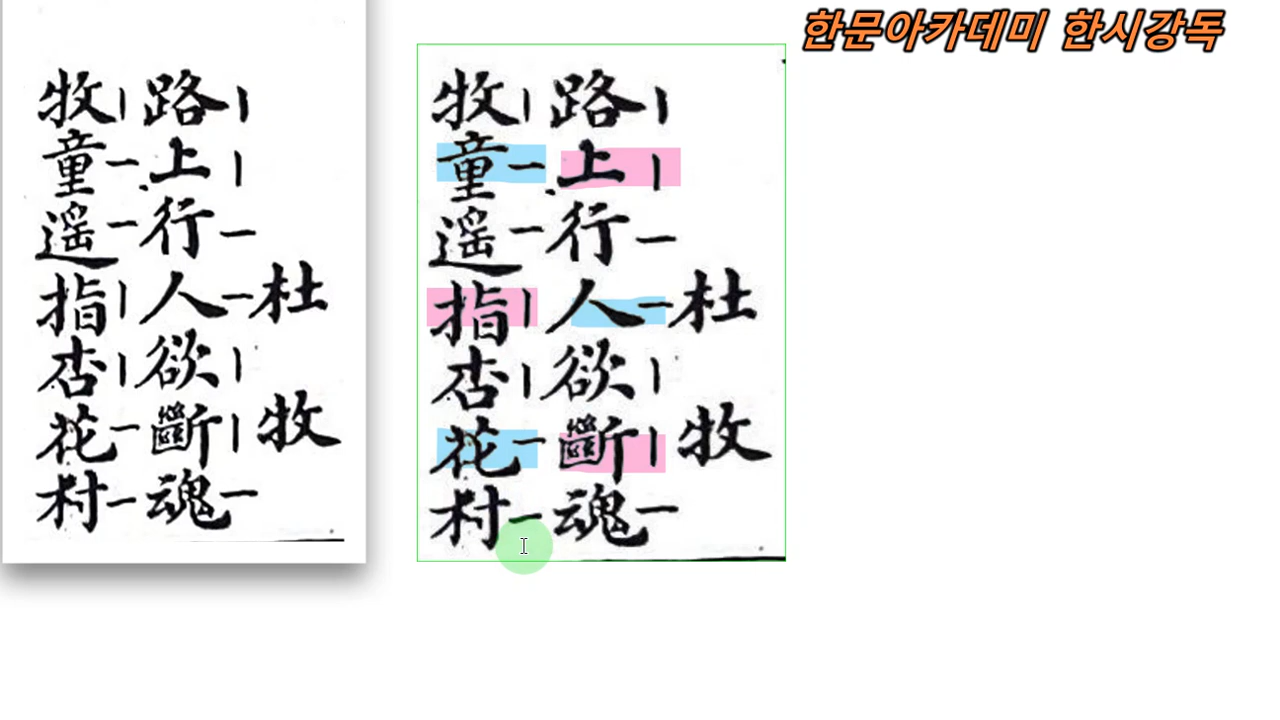 한문아카데미 한시강독
杜牧
路上行人欲斷魂
牧童遥指杏花村
杜牧
路上行人欲斷魂
牧童遥指杏花村